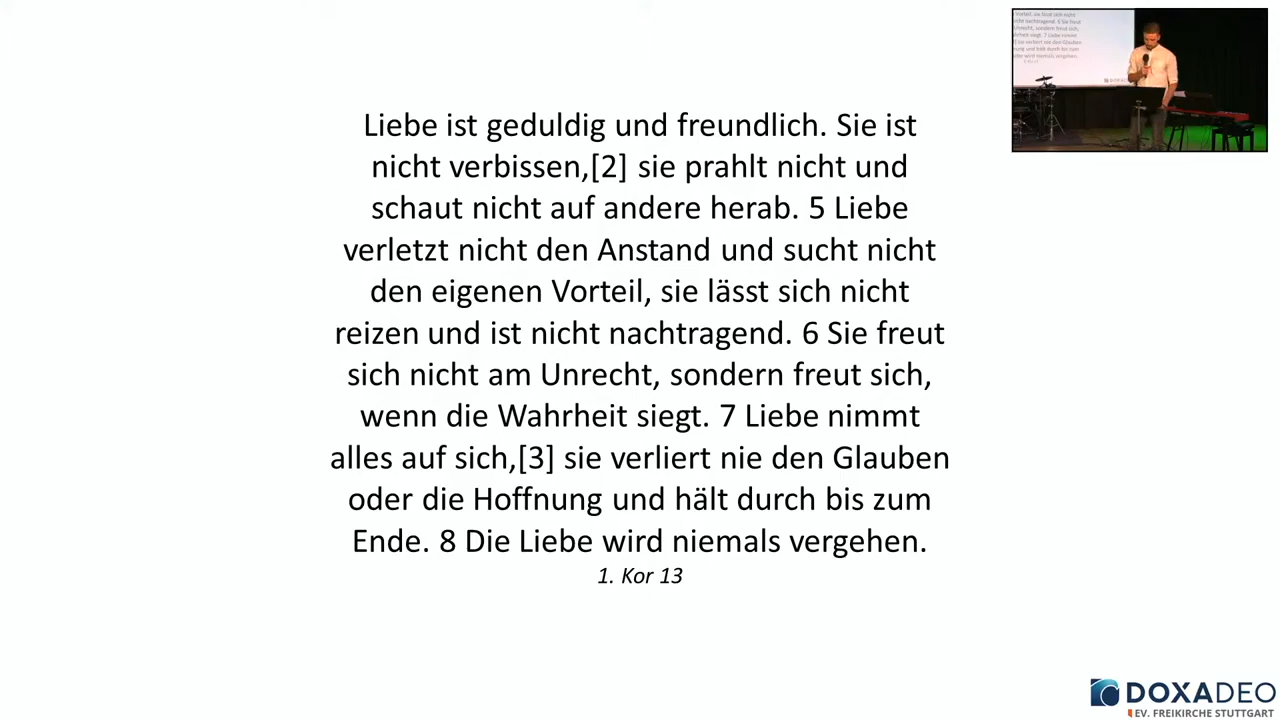 Liebe ist geduldig und freundlich. Sie ist
nicht verbissen,[2] sie prahlt nicht und
schaut nicht auf andere herab. 5 Liebe
verletzt nicht den Anstand und sucht nicht
den eigenen Vorteil, sie lässt sich nicht
reizen und ist nicht nachtragend. 6 Sie freut
sich nicht am Unrecht, sondern freut sich,
wenn die Wahrheit siegt. 7 Liebe nimmt
alles auf sich,[3] sie verliert nie den Glauben
oder die Hoffnung und hält durch bis zum
Ende. 8 Die Liebe wird niemals vergehen.
1. Kor 13
DOXADEO
EV. FREIKIRCHE STUTTGART